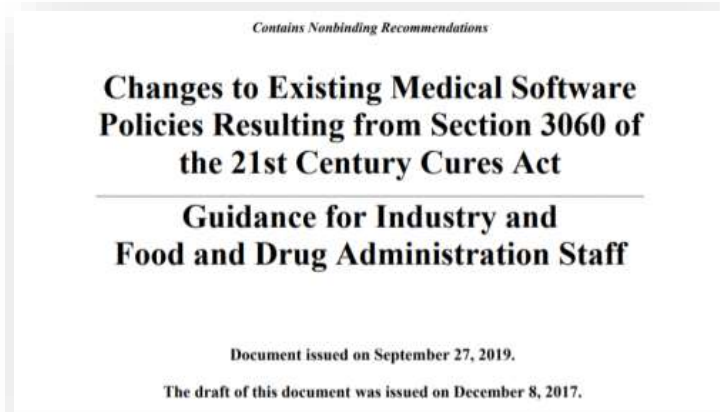 Contains Nonbinding Recommendations
Changes to Existing Medical Software
Policies Resulting from Section 3060 of
the 21st Century Cures Act
Guidance for Industry and
Food and Drug Administration Staff
Document issued on September 27, 2019.
The draft of this document was issued on December 8, 2017.